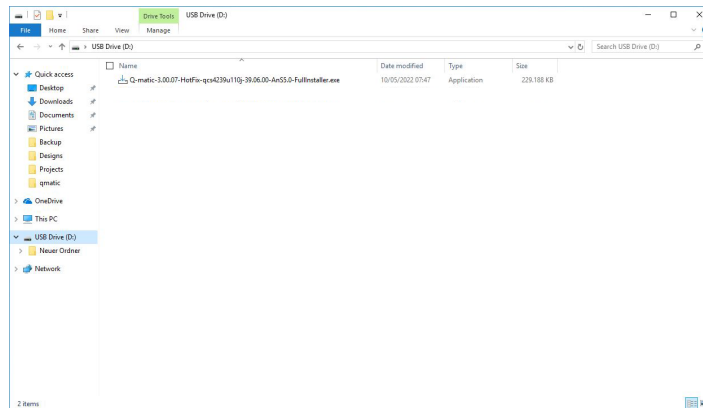 Drive Tools USB Drive (D:)
File Home Share View Manage
USB Drive (D:) Search USB Drive (D:)
Name Date modified Type Size
Quick access
Q-matic-3.00.07-HotFix-qcs4239u110j-39.06.00-AnS5.0-FullInstaller.exe 10/05/2022 07:47 Application 229.188 KB
Desktop
Downloads
Documents
Pictures
Backup
Designs
Projects
qmatic
OneDrive
This PC
USB Drive (D:)
Neuer Ordner
Network
2 items